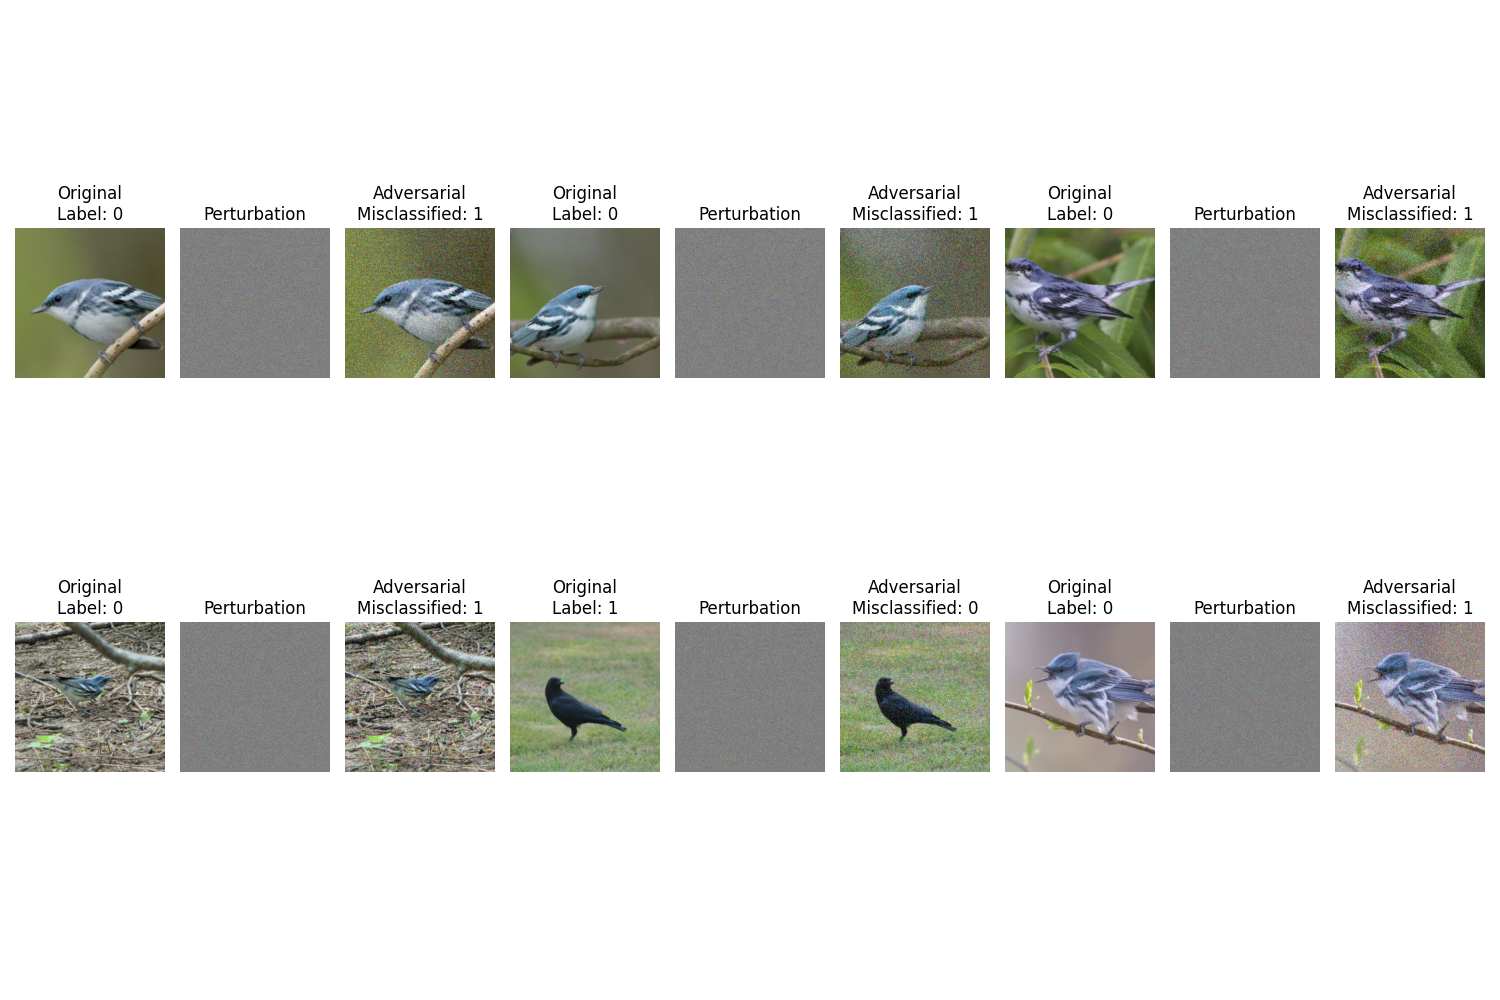 Original
Label: 0
Perturbation
Adversarial
Misclassified: 1
Original
Label: 0
Perturbation
Adversarial
Misclassified: 1
Original
Label: 0
Perturbation
Adversarial
Misclassified: 1
Original
Label: 0
Perturbation
Adversarial
Misclassified: 1
Original
Label: 1
Perturbation
Adversarial
Misclassified: 0
Original
Label: 0
Perturbation
Adversarial
Misclassified: 1